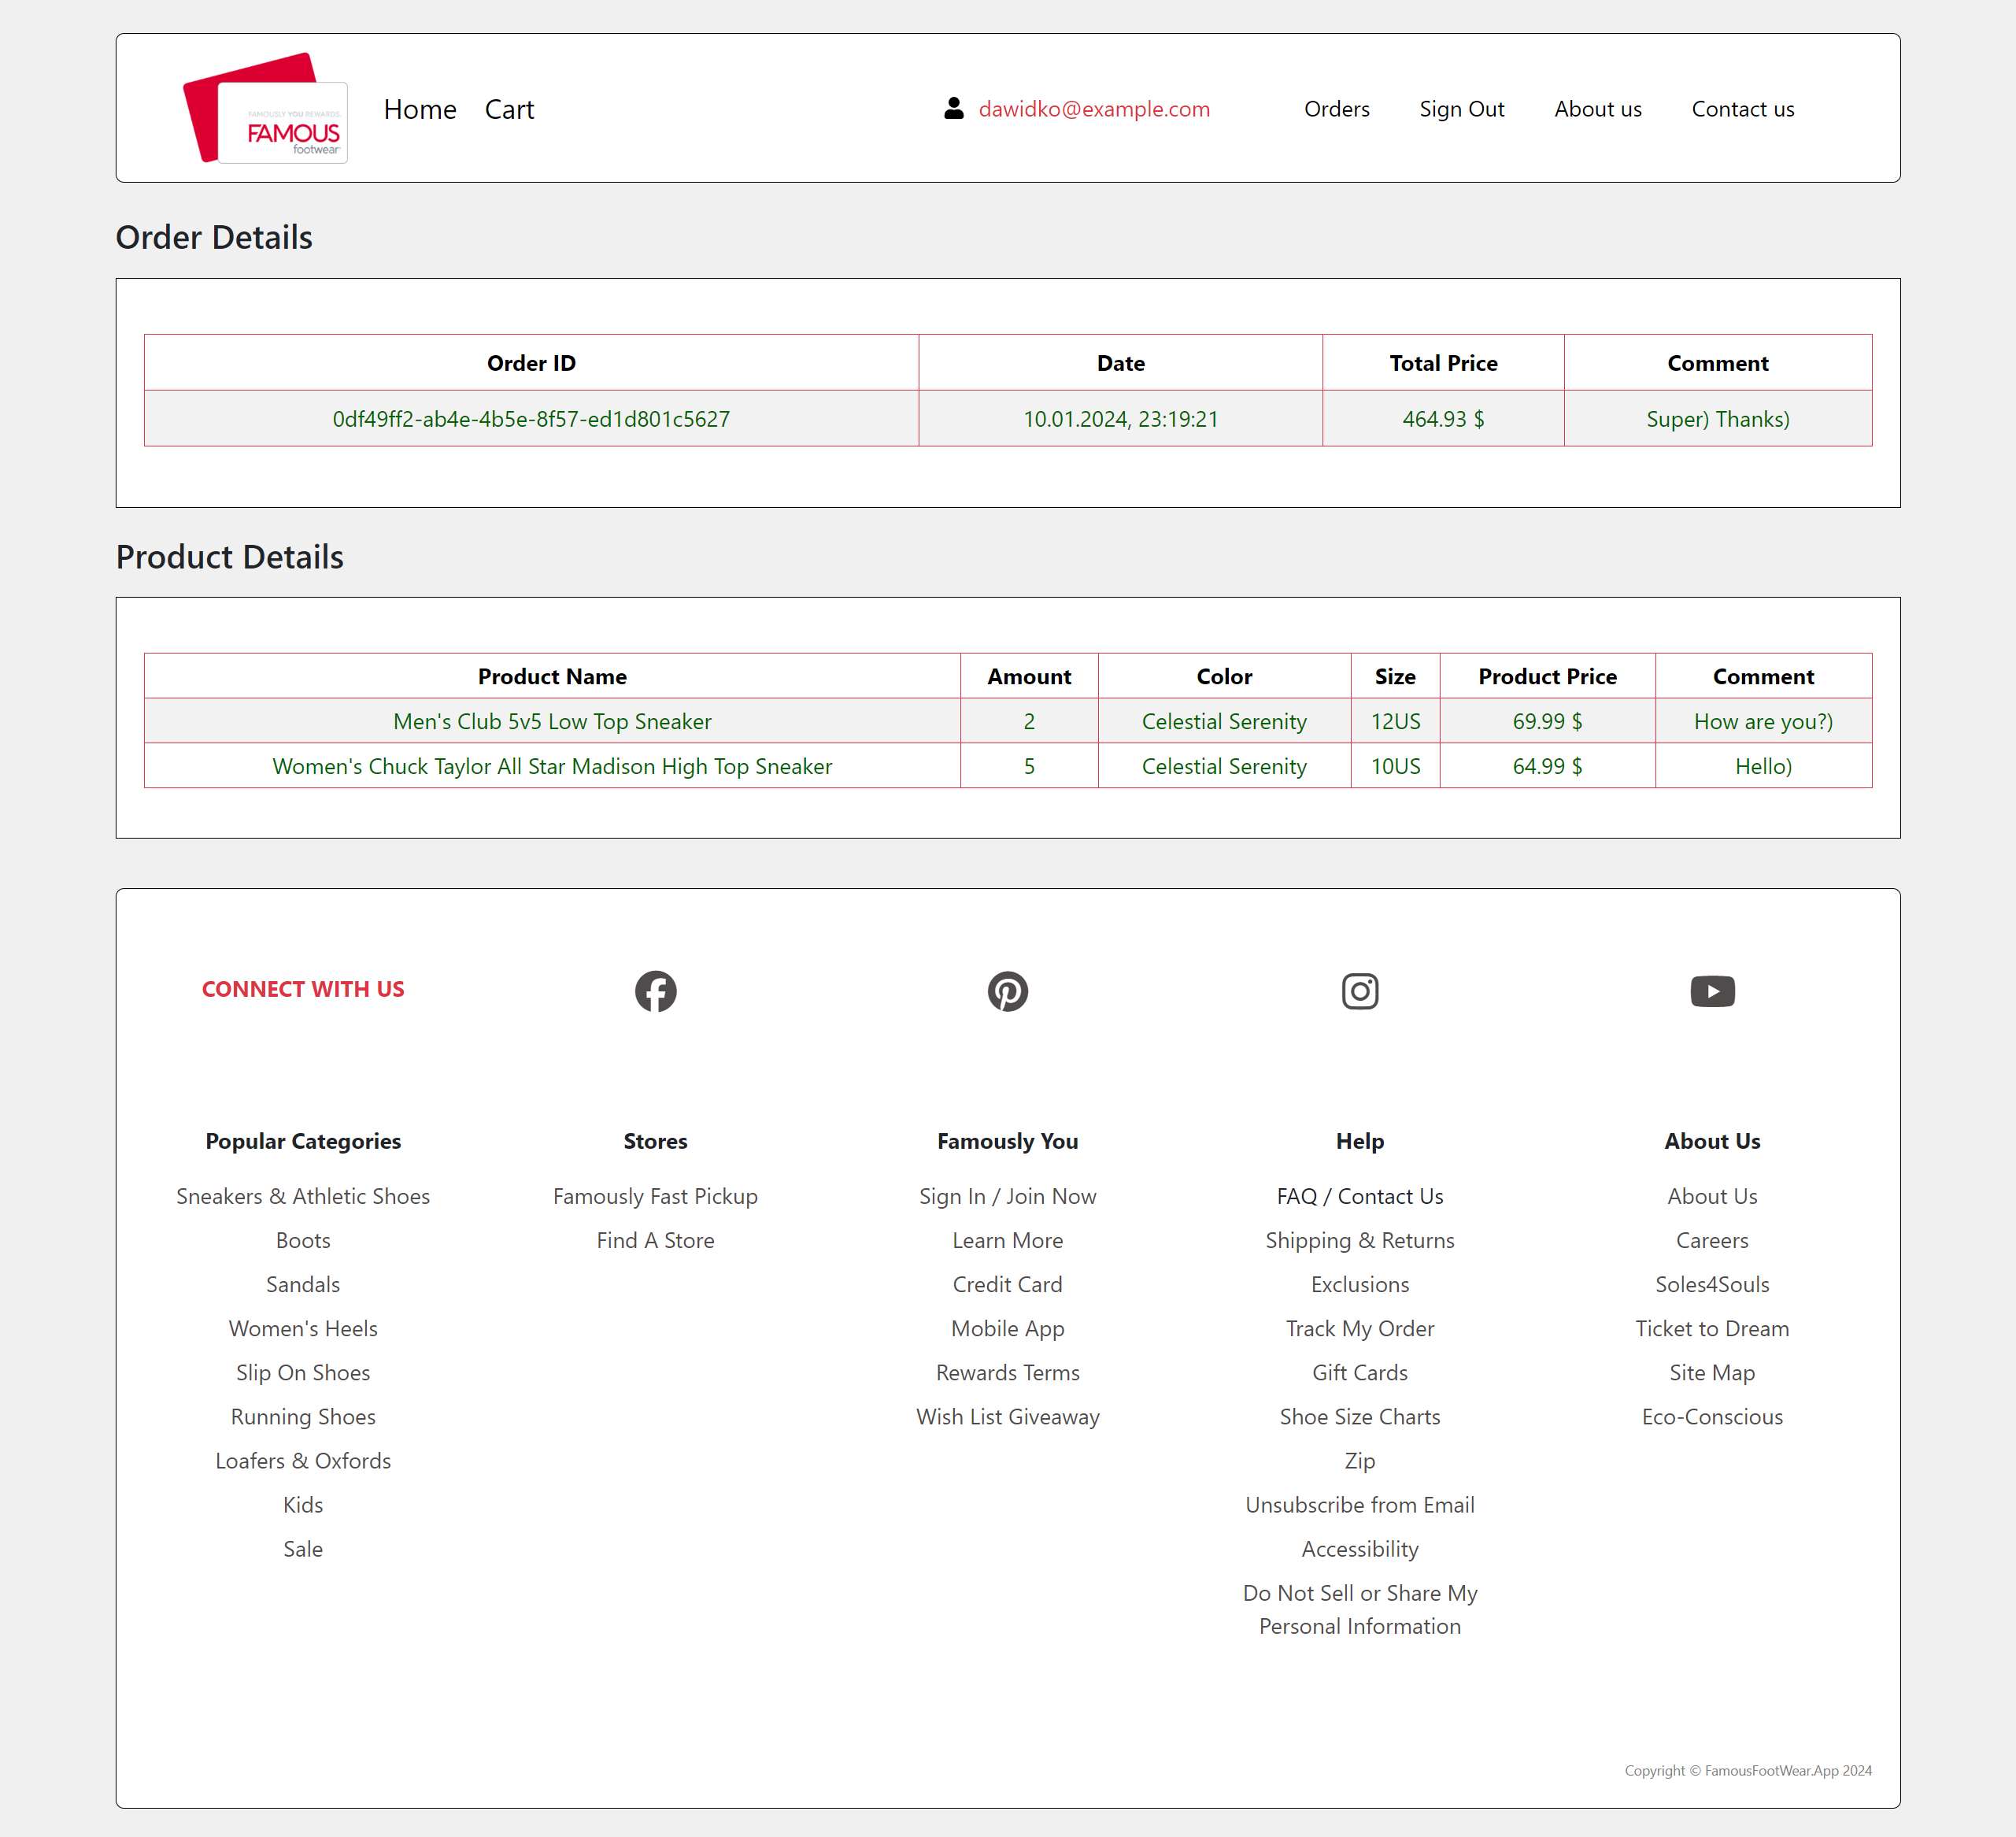 FAMOUSLY YOU REWARDS.
FAMOUS
footwear
Home Cart dawidko@example.com Orders Sign Out About us Contact us
Order Details
Order ID Date Total Price Comment
0df49ff2-ab4e-4b5e-8f57-ed1d801c5627 10.01.2024, 23:19:21 464.93 $ Super) Thanks)
Product Details
Product Name Amount Color Size Product Price Comment
Men's Club 5v5 Low Top Sneaker 2 Celestial Serenity 12US 69.99 $ How are you?)
Women's Chuck Taylor All Star Madison High Top Sneaker 5 Celestial Serenity 10US 64.99 $ Hello)
CONNECT WITH US
Popular Categories
Sneakers & Athletic Shoes
Boots
Sandals
Women's Heels
Slip On Shoes
Running Shoes
Loafers & Oxfords
Kids
Sale
Stores
Famously Fast Pickup
Find A Store
Famously You
Sign In / Join Now
Learn More
Credit Card
Mobile App
Rewards Terms
Wish List Giveaway
Help
FAQ / Contact Us
Shipping & Returns
Exclusions
Track My Order
Gift Cards
Shoe Size Charts
Zip
Unsubscribe from Email
Accessibility
Do Not Sell or Share My
Personal Information
About Us
About Us
Careers
Soles4Souls
Ticket to Dream
Site Map
Eco-Conscious
Copyright © FamousFootWear.App 2024